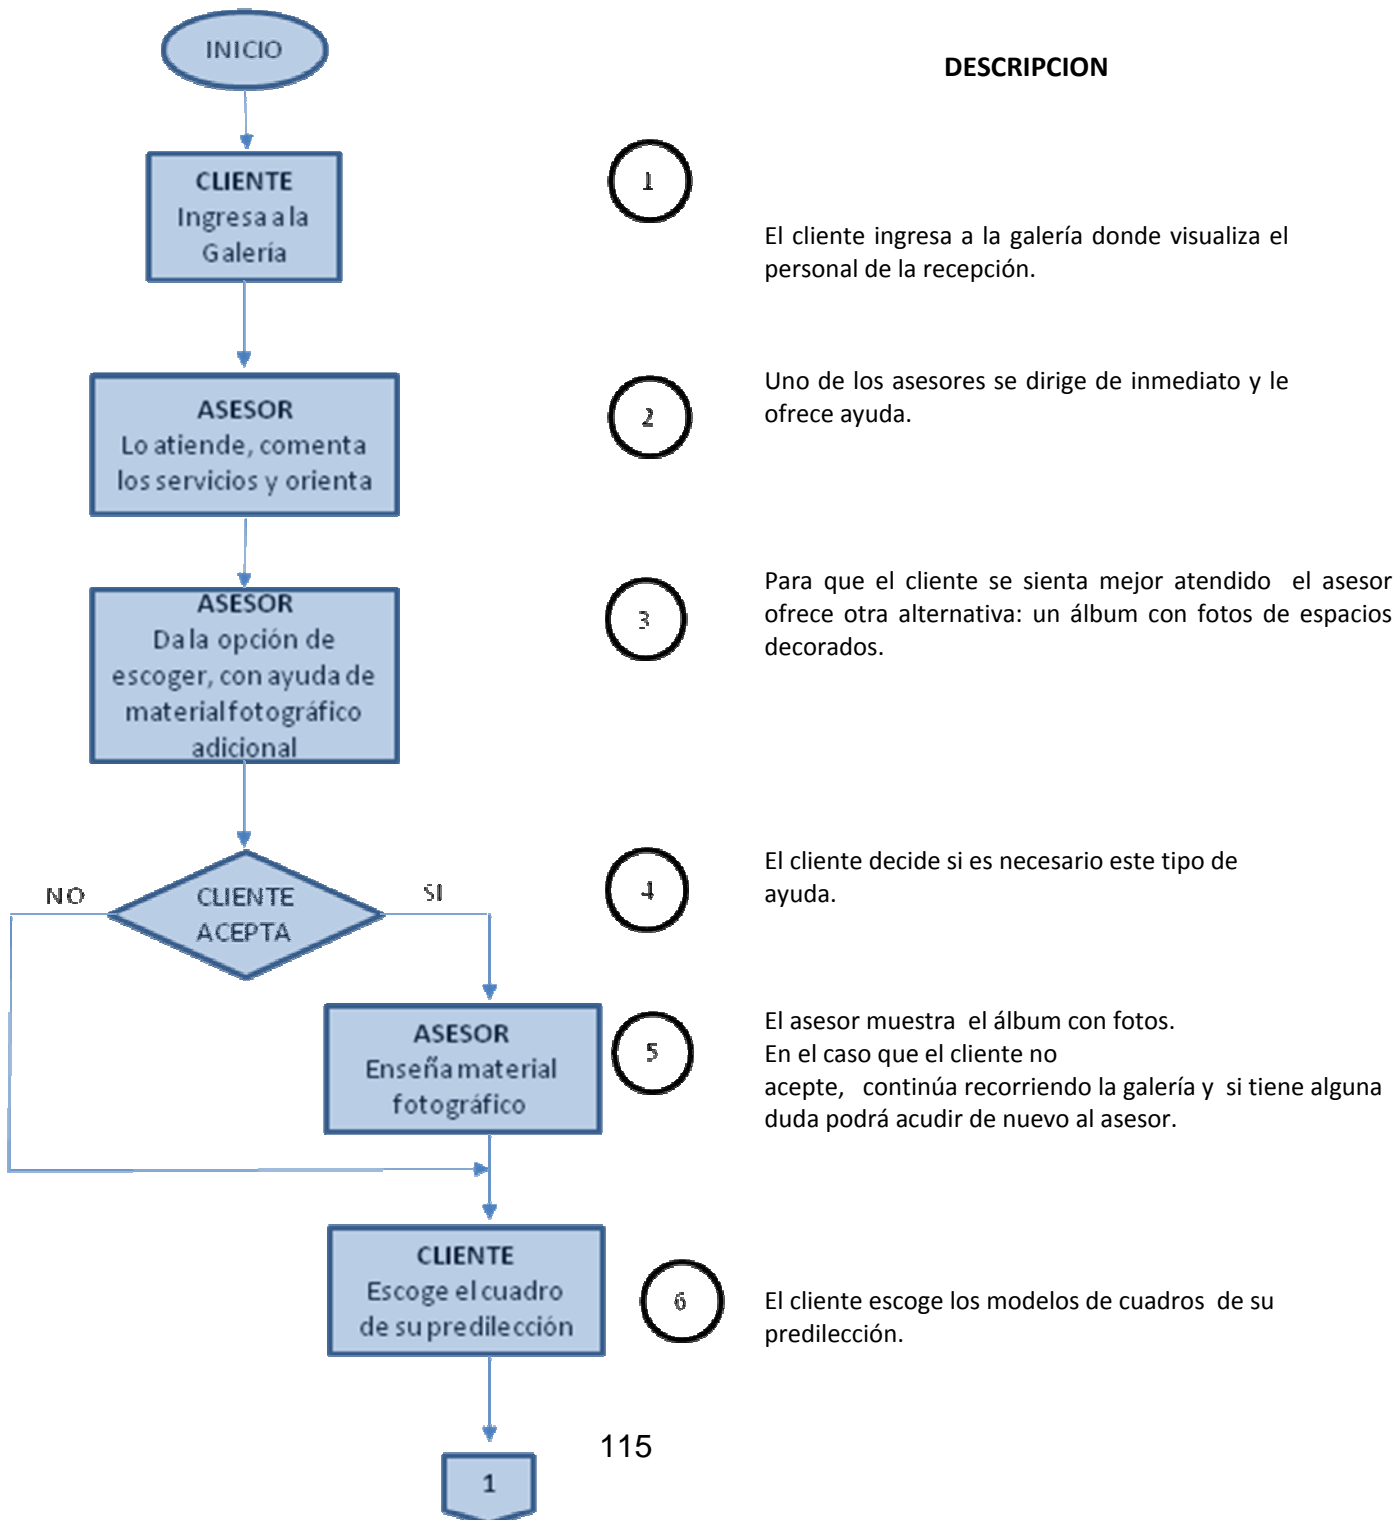 INICIO
DESCRIPCION
CLIENTE
Ingresa a la
Galería
1
El cliente ingresa a la galería donde visualiza el
personal de la recepción.
ASESOR
Lo atiende, comenta
los servicios y orienta
2
Uno de los asesores se dirige de inmediato y le
ofrece ayuda.
ASESOR
Da la opción de
escoger, con ayuda de
material fotográfico
adicional
3
Para que el cliente se sienta mejor atendido el asesor
ofrece otra alternativa: un álbum con fotos de espacios
decorados.
NO
CLIENTE
ACEPTA
SI
4
El cliente decide si es necesario este tipo de
ayuda.
ASESOR
Enseña material
fotográfico
5
El asesor muestra el álbum con fotos.
En el caso que el cliente no
acepte, continúa recorriendo la galería y si tiene alguna
duda podrá acudir de nuevo al asesor.
CLIENTE
Escoge el cuadro
de su predilección
6
El cliente escoge los modelos de cuadros de su
predilección.
1
115